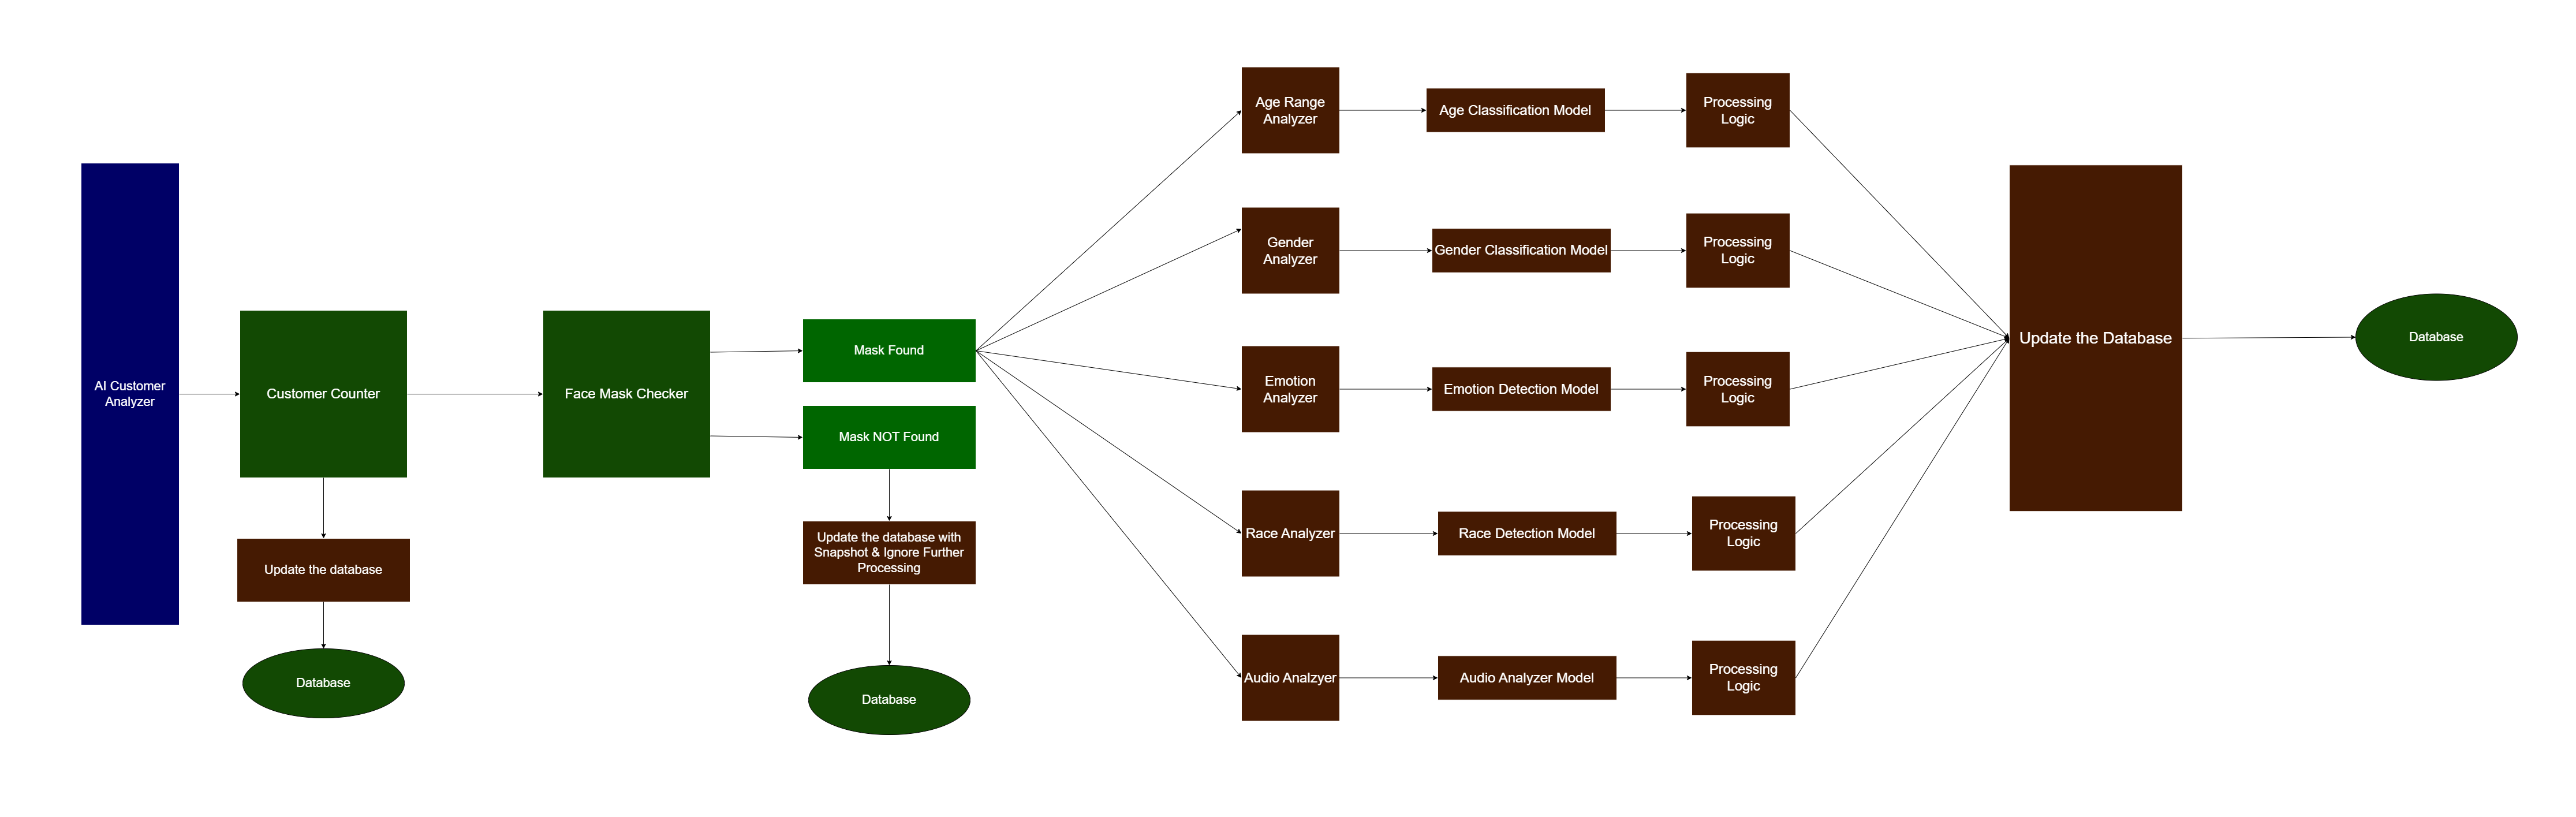 AI Customer
Analyzer
Customer Counter
Update the database
Database
Face Mask Checker
Mask Found
Mask NOT Found
Update the database with
Snapshot & Ignore Further
Processing
Database
Age Range
Analyzer
Age Classification Model
Processing
Logic
Gender
Analyzer
Gender Classification Model
Processing
Logic
Emotion
Analyzer
Emotion Detection Model
Processing
Logic
Race Analyzer
Race Detection Model
Processing
Logic
Audio Analzyer
Audio Analyzer Model
Processing
Logic
Update the Database
Database